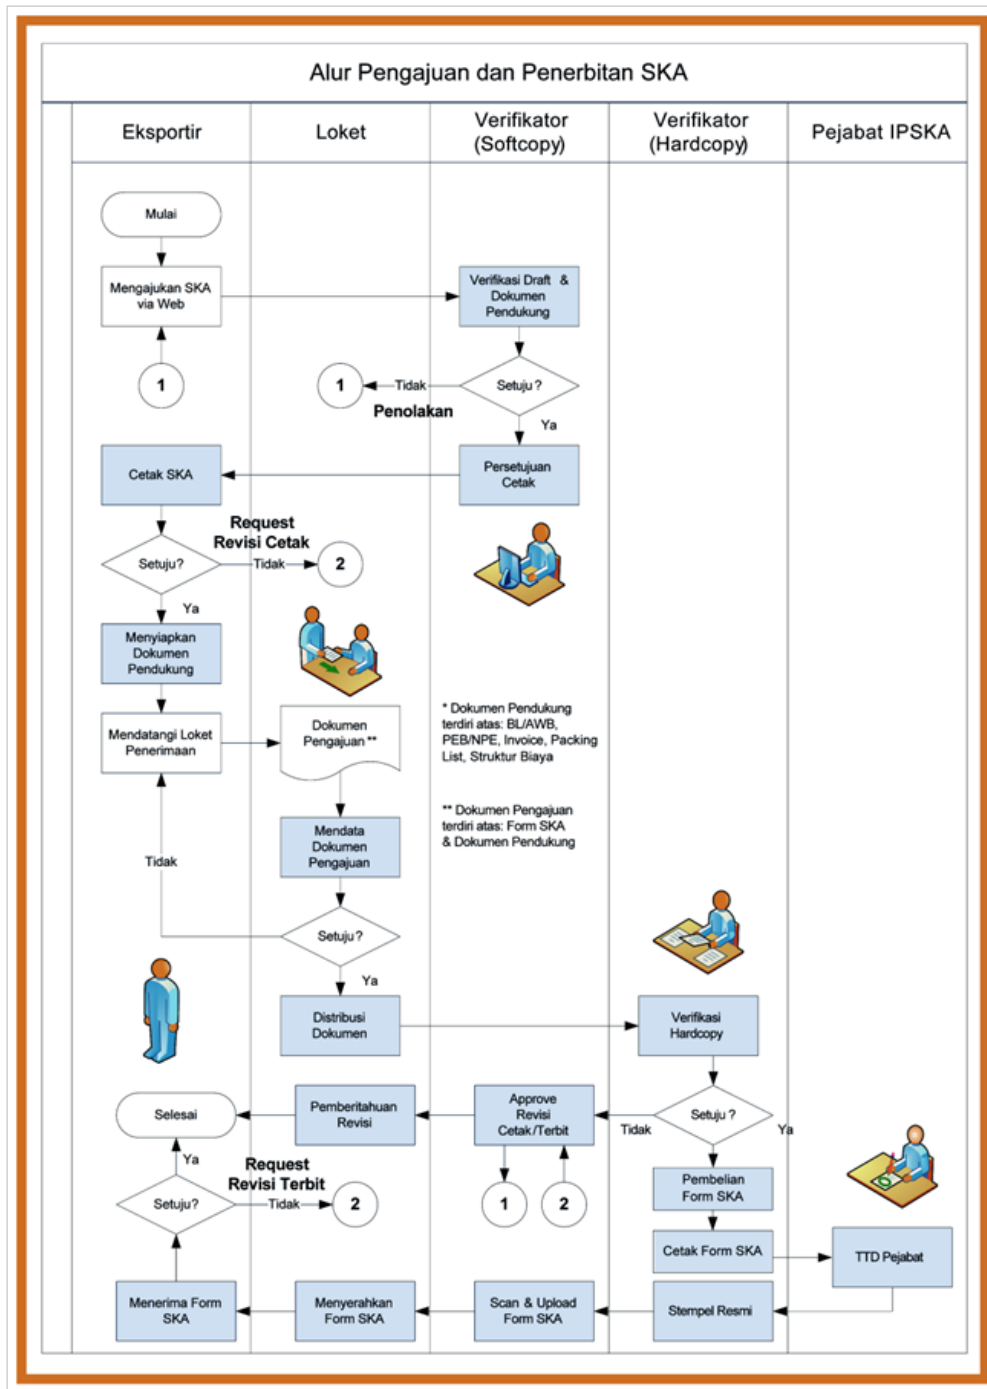 Alur Pengajuan dan Penerbitan SKA
Eksportir
Loket
Verifikator
(Softcopy)
Verifikator
(Hardcopy)
Pejabat IPSKA
Mulai
Mengajukan SKA
via Web
Verifikasi Draft &
Dokumen
Pendukung
1
1
Tidak
Penolakan
Setuju ?
Ya
Cetak SKA
Persetujuan
Cetak
Request
Revisi Cetak
Setuju?
Tidak
2
Ya
Menyiapkan
Dokumen
Pendukung
Mendatangi Loket
Penerimaan
Dokumen
Pengajuan **
* Dokumen Pendukung
terdiri atas: BL/AWB,
PEB/NPE, Invoice, Packing
List, Struktur Biaya
** Dokumen Pengajuan
terdiri atas: Form SKA
& Dokumen Pendukung
Mendata
Dokumen
Pengajuan
Tidak
Setuju ?
Ya
Distribusi
Dokumen
Verifikasi
Hardcopy
Selesai
Pemberitahuan
Revisi
Approve
Revisi
Cetak/Terbit
Tidak
Setuju ?
Ya
Ya
Request
Revisi Terbit
Setuju?
Tidak
2
1
2
Pembelian
Form SKA
Cetak Form SKA
TTD Pejabat
Menerima Form
SKA
Menyerahkan
Form SKA
Scan & Upload
Form SKA
Stempel Resmi